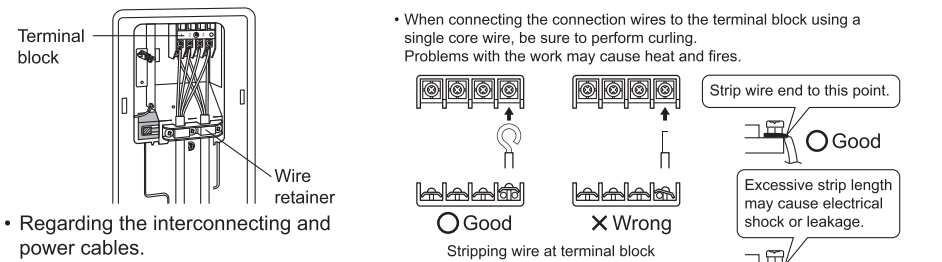 Terminal
block
Wire
retainer
• Regarding the interconnecting and
power cables.
• When connecting the connection wires to the terminal block using a
single core wire, be sure to perform curling.
Problems with the work may cause heat and fires.
Good
Wrong
Stripping wire at terminal block
Strip wire end to this point.
Good
Excessive strip length
may cause electrical
shock or leakage.